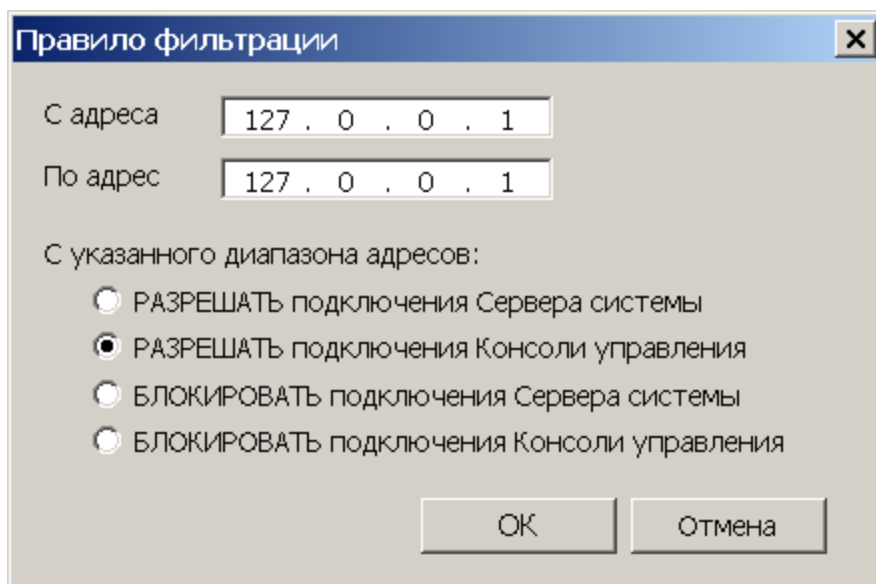 Правило фильтрации
С адреса 127 . 0 . 0 . 1
По адрес 127 . 0 . 0 . 1
С указанного диапазона адресов:
РАЗРЕШАТЬ подключения Сервера системы
РАЗРЕШАТЬ подключения Консоли управления
БЛОКИРОВАТЬ подключения Сервера системы
БЛОКИРОВАТЬ подключения Консоли управления
ОК Отмена